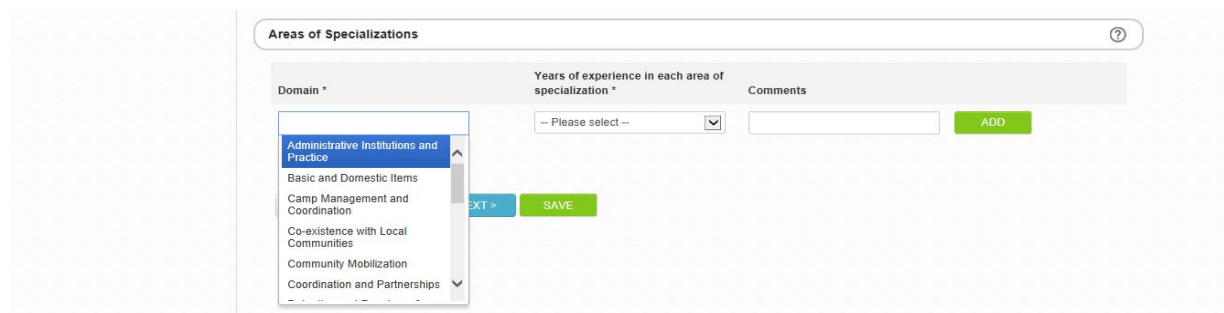 Areas of Specializations
?
Domain *
Years of experience in each area of
specialization *
Comments
-- Please select --
ADD
Administrative Institutions and
Practice
Basic and Domestic Items
Camp Management and
Coordination
Co-existence with Local
Communities
Community Mobilization
Coordination and Partnerships
EXT >
SAVE